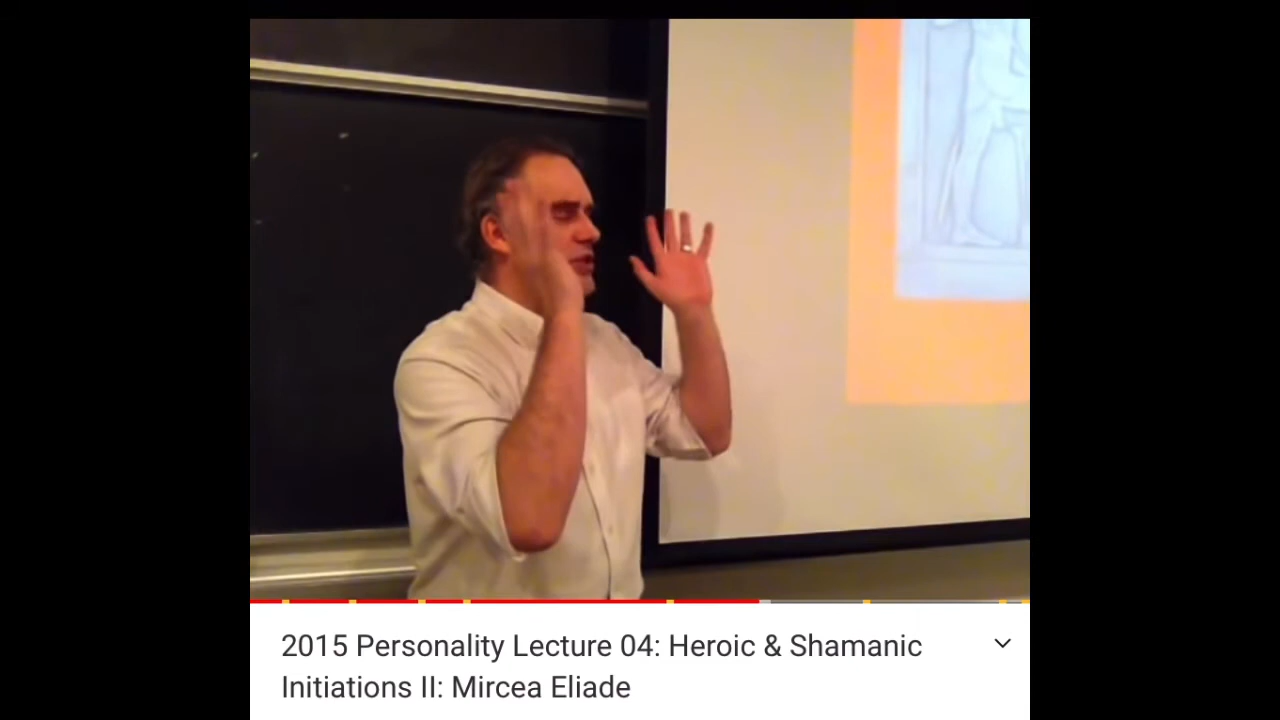 2015 Personality Lecture 04: Heroic & Shamanic
Initiations II: Mircea Eliade